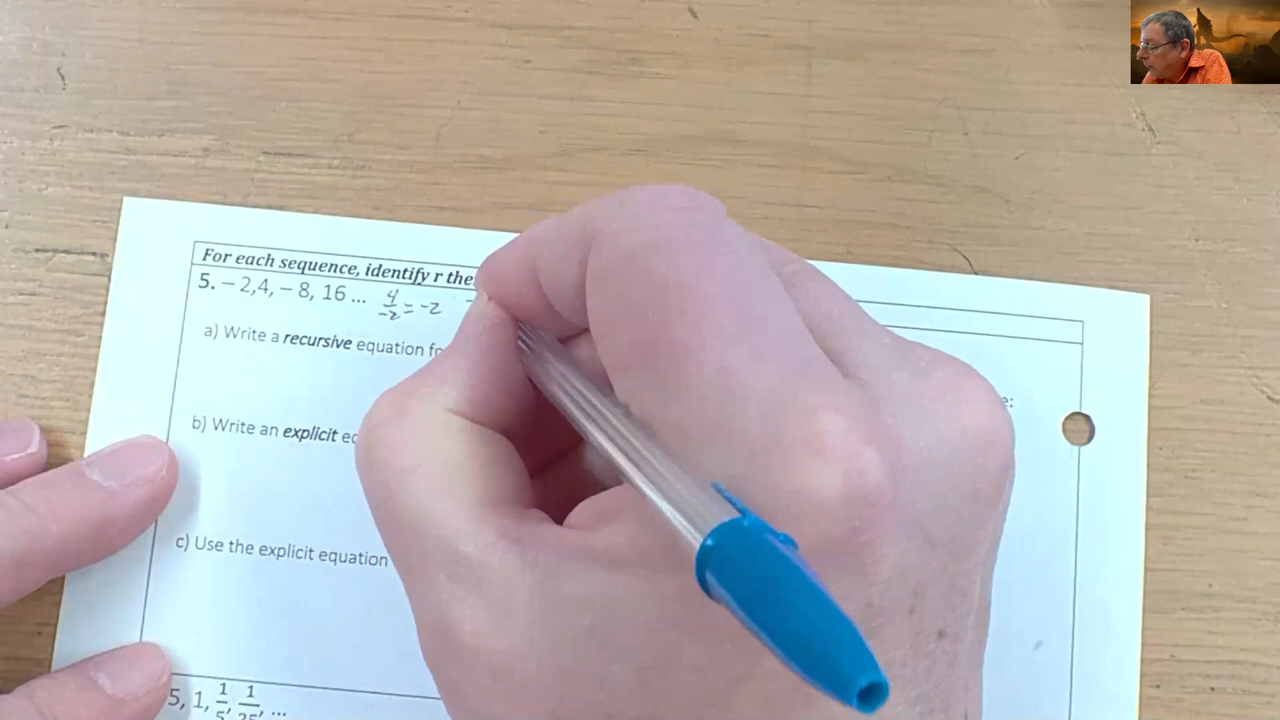 For each sequence, identify r the
5. −2,4, −8, 16 ... 4/-2 = -2
a) Write a recursive equation fo
e:
b) Write an explicit eq
c) Use the explicit equation
5, 1, 1/5, 1/25, ...